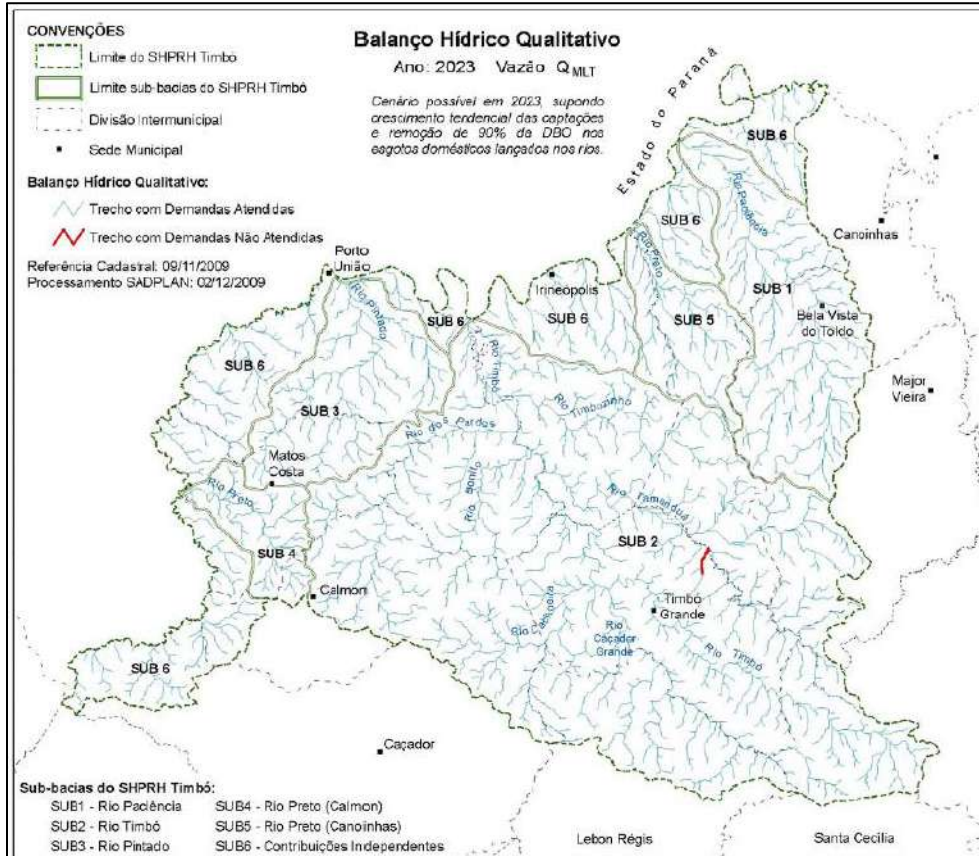 CONVENÇÕES
Limite do SHPRH Timbó
Limite sub-bacias do SHPRH Timbó
Divisão Intermunicipal
Sede Municipal
Balanço Hídrico Qualitativo:
Trecho com Demandas Atendidas
Trecho com Demandas Não Atendidas
Referência Cadastral: 09/11/2009
Processamento SADPLAN: 02/12/2009
Balanço Hídrico Qualitativo
Ano: 2023 Vazão QMLT
Cenário possível em 2023, supondo
crescimento tendencial das captações
e remoção de 90% da DBO nos
esgotos domésticos lançados nos rios.
Estado do Paraná
SUB 6
Rio Paciência
SUB 6
Canoinhas
Rio Preto
Porto
União
Irineópolis
SUB 1
Rio Pintado
Bela Vista
do Toldo
SUB 6
SUB 6
SUB 5
SUB 6
Rio Timbó
Major
Vieira
Rio Timbozinho
SUB 3
Rio dos Pardos
Matos
Costa
Rio Preto
Rio Bonito
Rio Tamanduá
SUB 2
SUB 4
Calmon
Timbó
Grande
Rio
Rio
Caçador
Grande
Rio Timbó
SUB 6
Caçador
Sub-bacias do SHPRH Timbó:
SUB1 - Rio Paciência
SUB2 - Rio Timbó
SUB3 - Rio Pintado
SUB4 - Rio Preto (Calmon)
SUB5 - Rio Preto (Canoinhas)
SUB6 - Contribuições Independentes
Lebon Régis
Santa Cecília